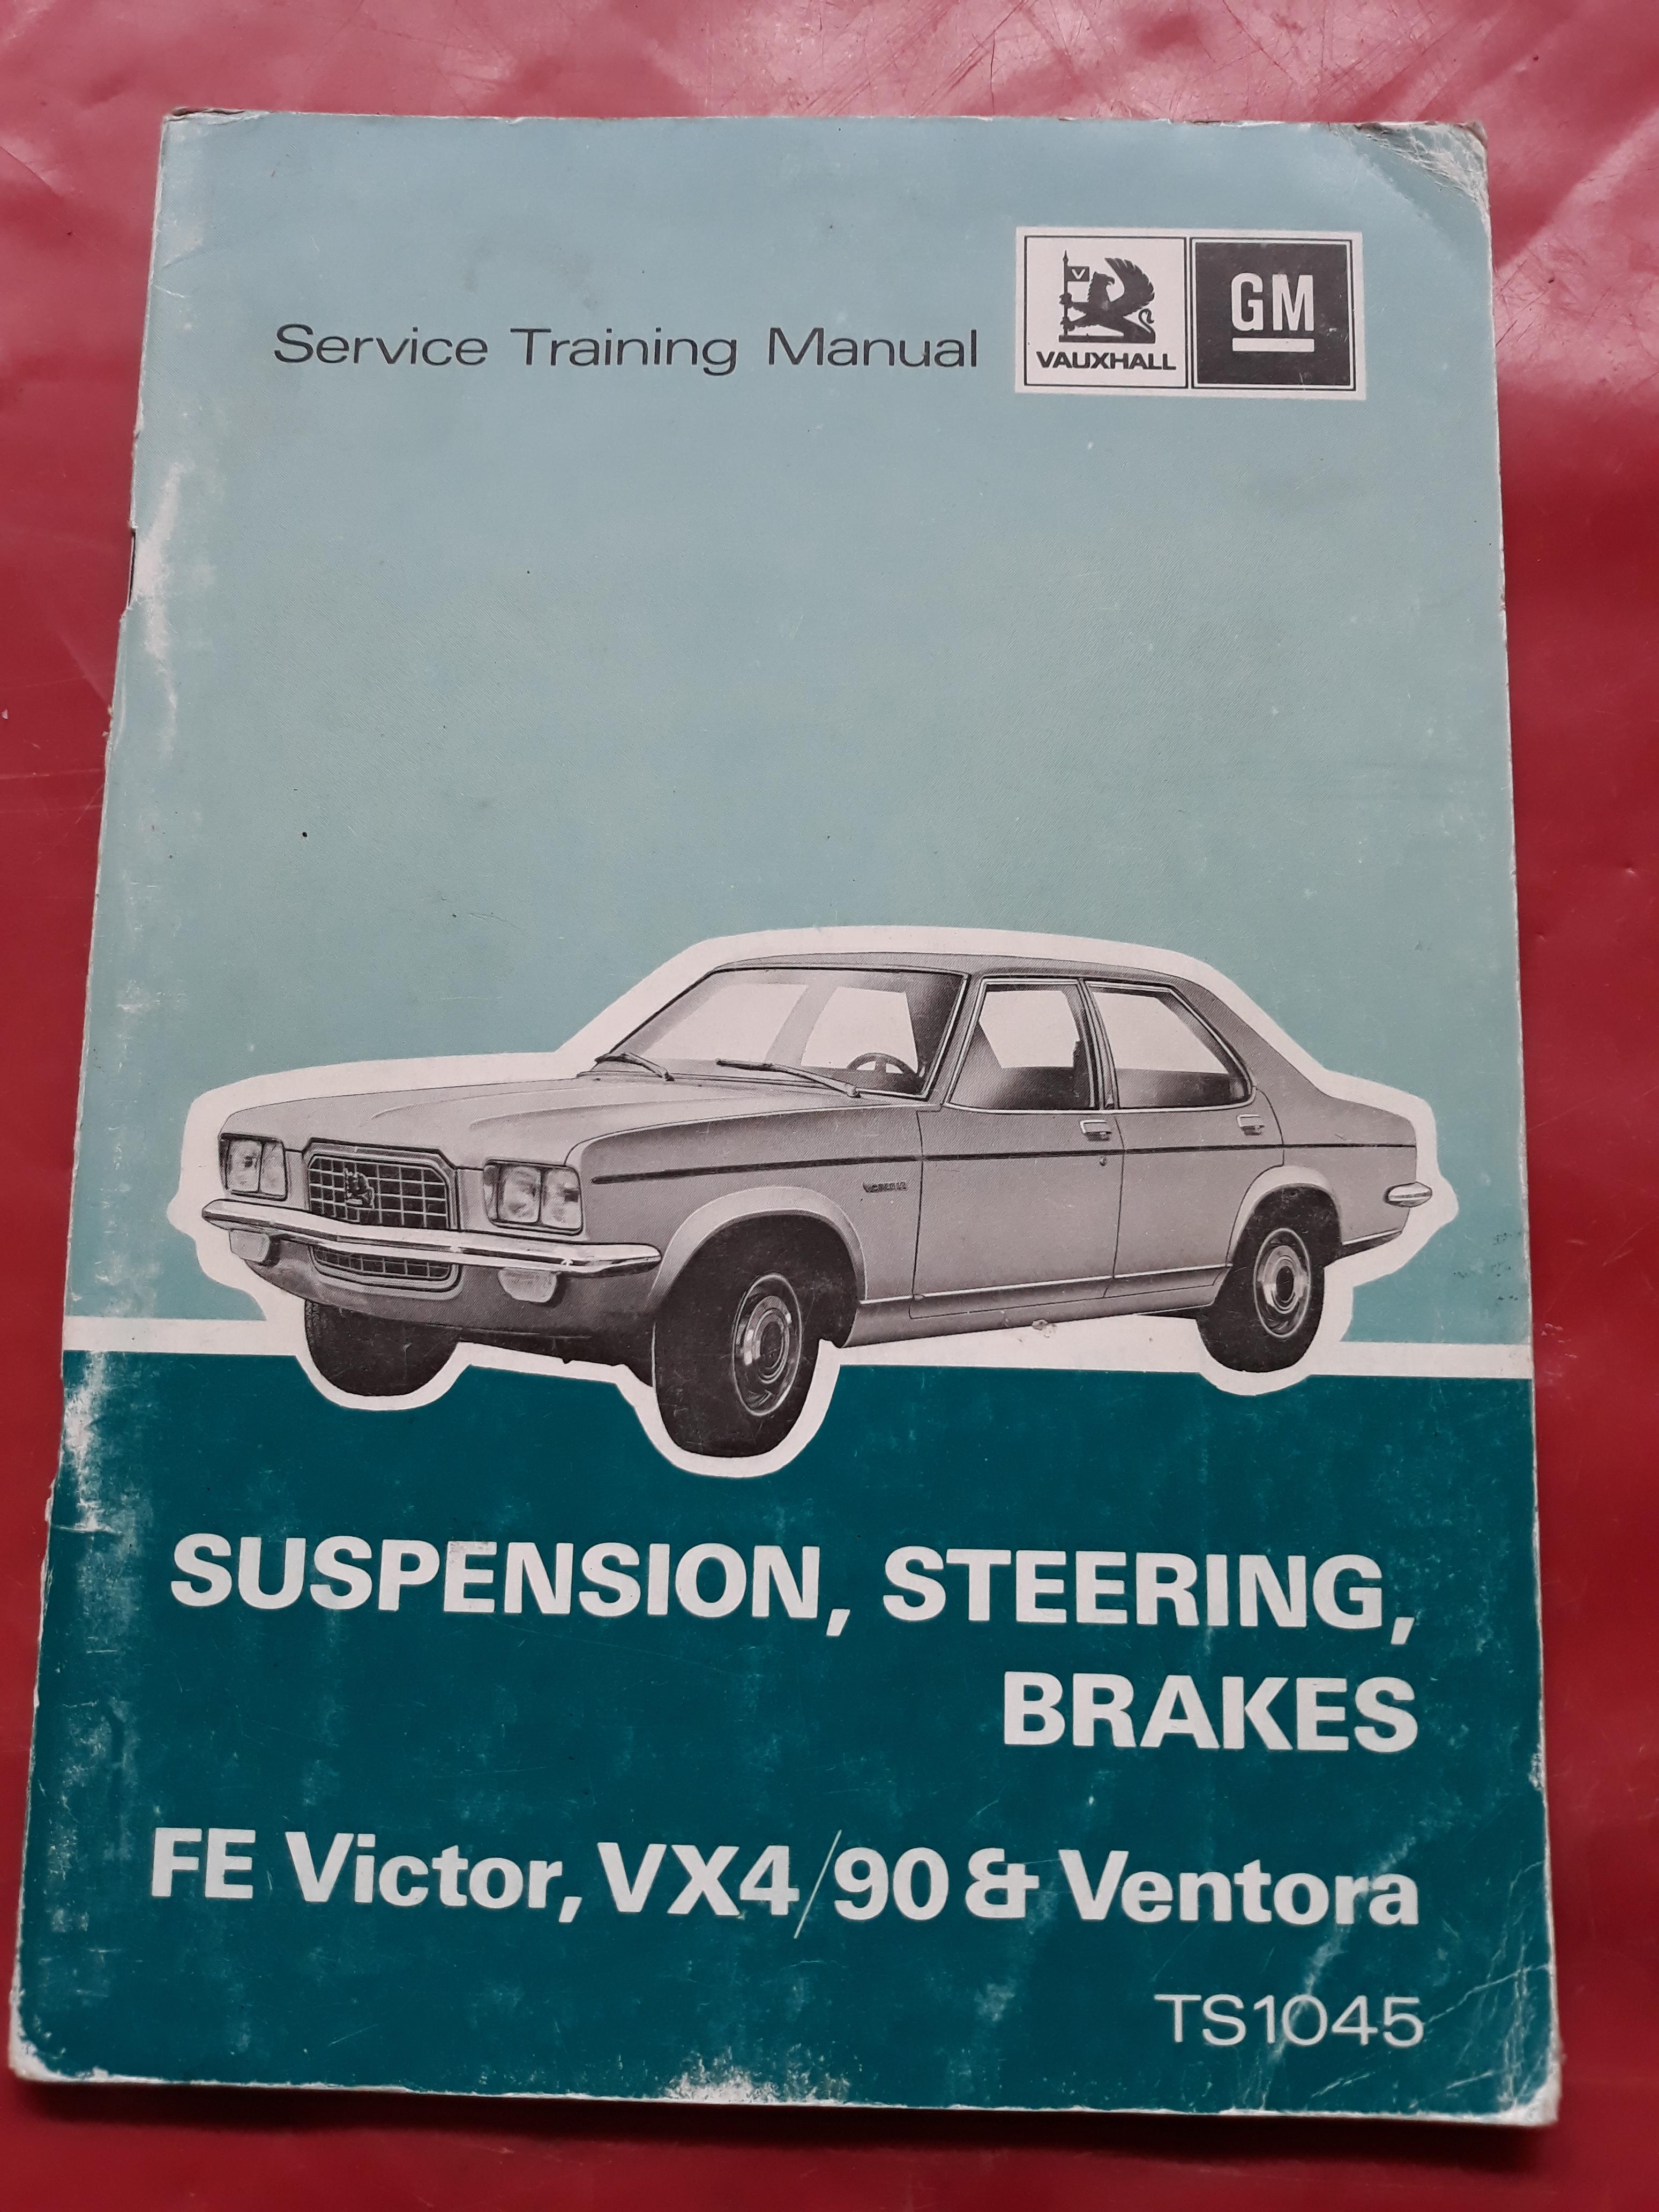 Service Training Manual
V
VAUXHALL
GM
SUSPENSION, STEERING,
BRAKES
FE Victor, VX4/90 & Ventora
TS1045